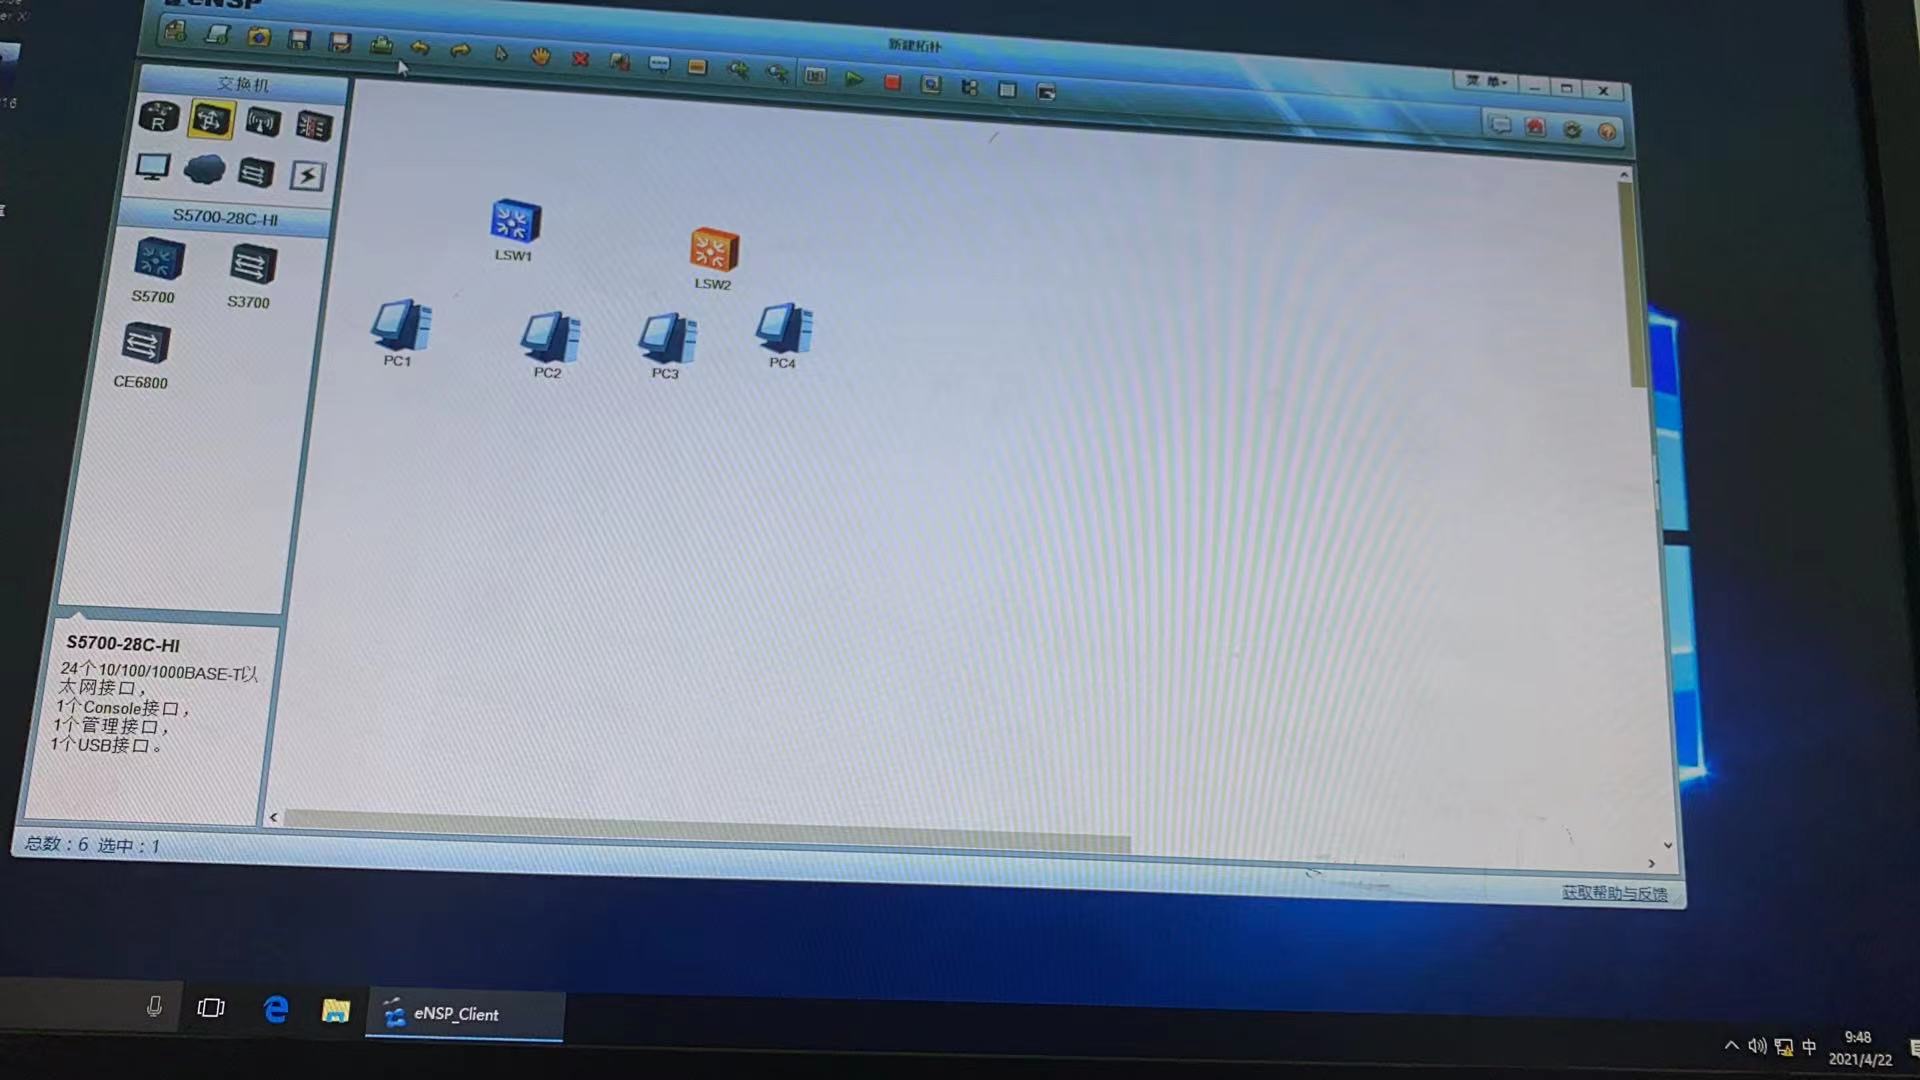 eNSP
新建拓扑
菜 单
交换机
R
S5700-28C-HI
S5700
S3700
CE6800
LSW1
LSW2
PC1
PC2
PC3
PC4
S5700-28C-HI
24个10/100/1000BASE-T以
太网接口，
1个Console接口，
1个管理接口，
1个USB接口。
总数：6 选中：1
获取帮助与反馈
eNSP_Client
中
9:48
2021/4/22